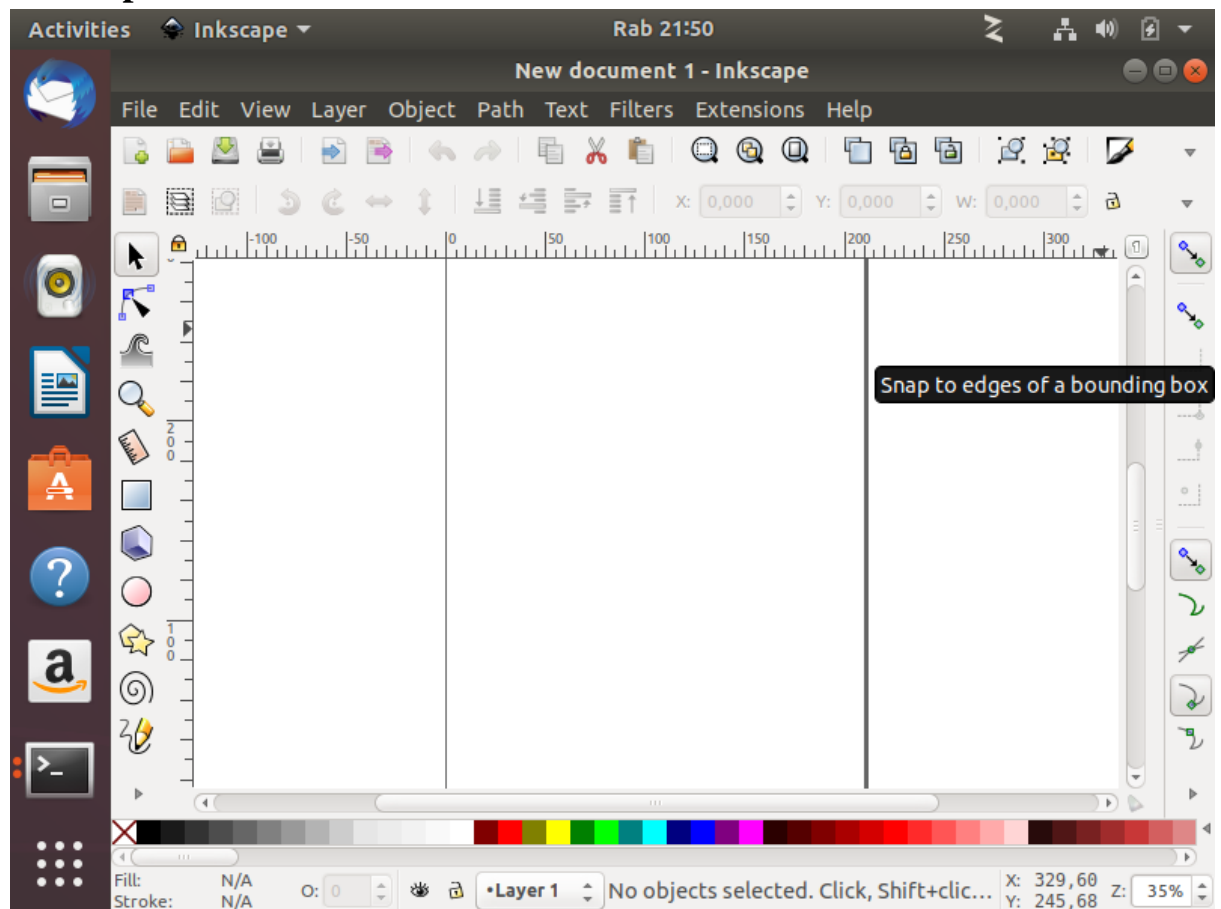 Activities Inkscape Rab 21:50
New document 1 - Inkscape
File Edit View Layer Object Path Text Filters Extensions Help
X: 0,000 Y: 0,000 W: 0,000
-100 -50 0 50 100 150 200 250 300
Snap to edges of a bounding box
200
100
Fill: N/A O: 0 •Layer 1 No objects selected. Click, Shift+clic... X: 329,60 Z: 35%
Stroke: N/A Y: 245,68